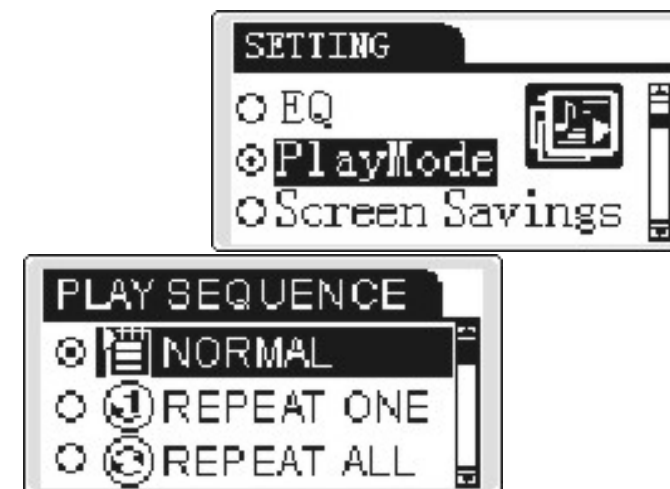 SETTING
EQ
PlayMode
Screen Savings
PLAY SEQUENCE
NORMAL
REPEAT ONE
REPEAT ALL